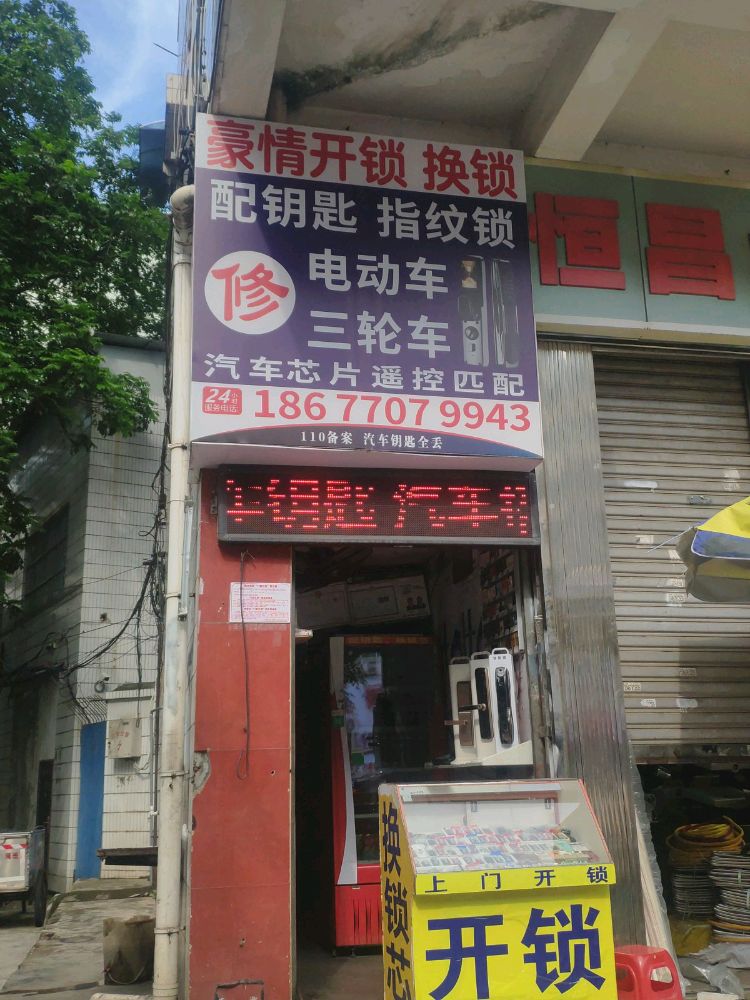 豪情开锁 换锁
配钥匙 指纹锁
修
电动车
三轮车
汽车芯片遥控匹配
24小时
服务电话
186 7707 9943
110备案 汽车钥匙全丢
恒昌
车钥匙 汽车
换锁芯
上门开锁
开锁